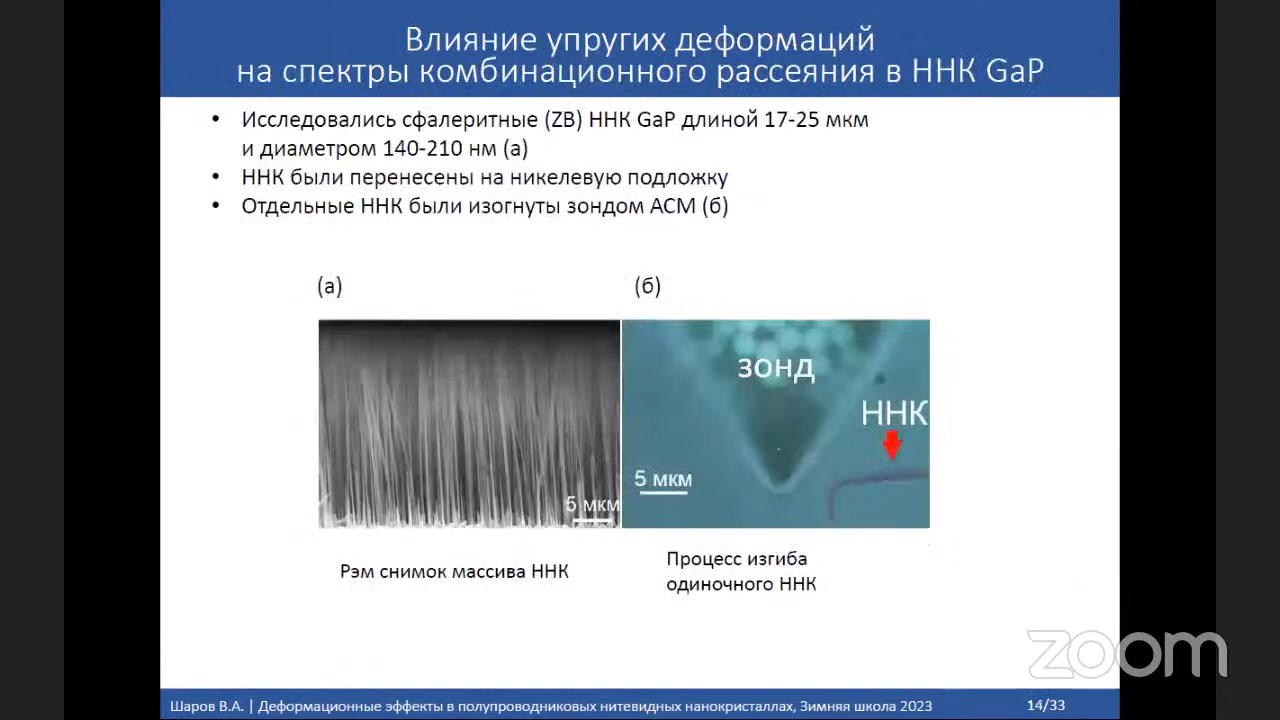 Влияние упругих деформаций
на спектры комбинационного рассеяния в ННК GaP
• Исследовались сфалеритные (ZB) ННК GaP длиной 17-25 мкм
и диаметром 140-210 нм (а)
• ННК были перенесены на никелевую подложку
• Отдельные ННК были изогнуты зондом АСМ (б)
(а)
(б)
зонд
ННК
5 мкм
5 мкм
Рэм снимок массива ННК
Процесс изгиба
одиночного ННК
zoom
Шаров В.А. | Деформационные эффекты в полупроводниковых нитевидных нанокристаллах, Зимняя школа 2023
14/33